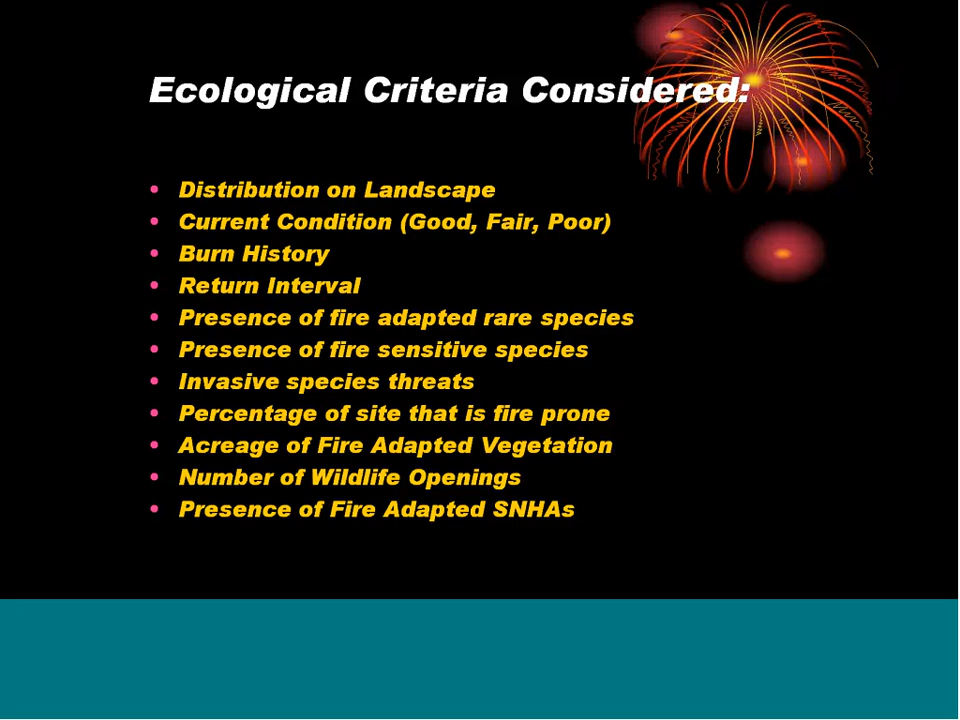 Ecological Criteria Considered:
• Distribution on Landscape
• Current Condition (Good, Fair, Poor)
• Burn History
• Return Interval
• Presence of fire adapted rare species
• Presence of fire sensitive species
• Invasive species threats
• Percentage of site that is fire prone
• Acreage of Fire Adapted Vegetation
• Number of Wildlife Openings
• Presence of Fire Adapted SNHAs